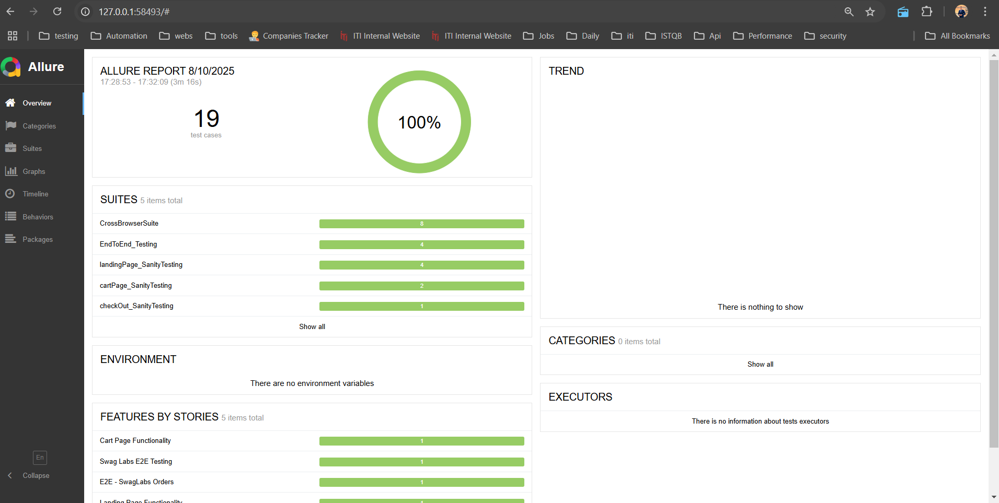 127.0.0.1:58493/#
testing
Automation
webs
tools
Companies Tracker
ITI Internal Website
ITI Internal Website
Jobs
Daily
iti
ISTQB
Api
Performance
security
All Bookmarks
Allure
Overview
Categories
Suites
Graphs
Timeline
Behaviors
Packages
En
Collapse
ALLURE REPORT 8/10/2025
17:28:53 - 17:32:09 (3m 16s)
19
test cases
100%
SUITES 5 items total
CrossBrowserSuite 8
EndToEnd_Testing 4
landingPage_SanityTesting 4
cartPage_SanityTesting 2
checkOut_SanityTesting 1
Show all
ENVIRONMENT
There are no environment variables
FEATURES BY STORIES 5 items total
Cart Page Functionality 1
Swag Labs E2E Testing 1
E2E - SwagLabs Orders 1
Landing Page Functionality 1
TREND
There is nothing to show
CATEGORIES 0 items total
Show all
EXECUTORS
There is no information about tests executors